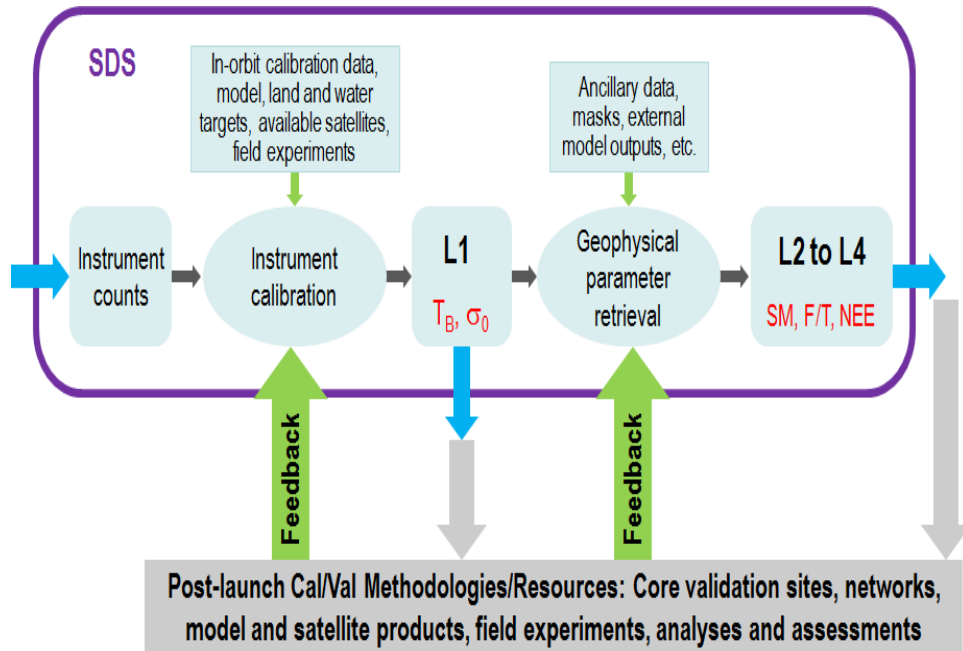 SDS
In-orbit calibration data,
model, land and water
targets, available satellites,
field experiments
Ancillary data,
masks, external
model outputs, etc.
Instrument
counts
Instrument
calibration
L1
T_B, σ_0
Geophysical
parameter
retrieval
L2 to L4
SM, F/T, NEE
Feedback
Feedback
Post-launch Cal/Val Methodologies/Resources: Core validation sites, networks,
model and satellite products, field experiments, analyses and assessments